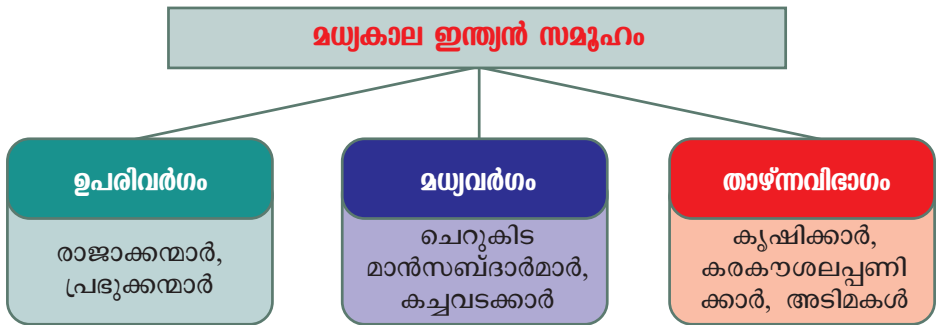 മധ്യകാല ഇന്ത്യൻ സമൂഹം
ഉപരിവർഗം
രാജാക്കന്മാർ,
പ്രഭുക്കന്മാർ
മധ്യവർഗം
ചെറുകിട
മാൻസബ്ദാർമാർ,
കച്ചവടക്കാർ
താഴ്ന്നവിഭാഗം
കൃഷിക്കാർ,
കരകൗശലപ്പണി
ക്കാർ, അടിമകൾ